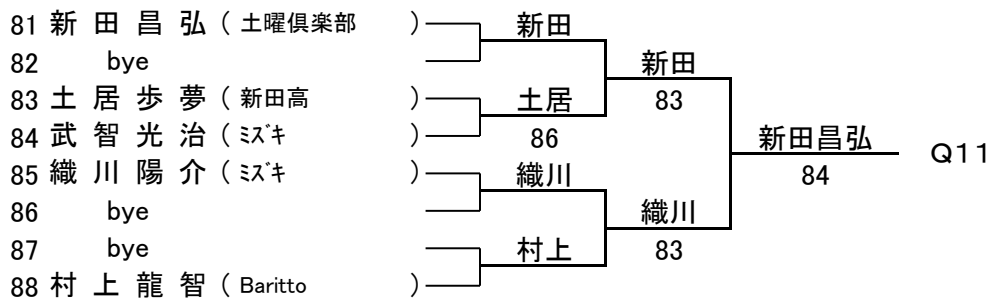 81 新 田 昌 弘 ( 土曜倶楽部 )
82 bye
83 土 居 歩 夢 ( 新田高 )
84 武 智 光 治 ( ミズキ )
85 織 川 陽 介 ( ミズキ )
86 bye
87 bye
88 村 上 龍 智 ( Baritto )
新田
土居
86
織川
村上
新田
83
織川
83
新田昌弘
84
Q11